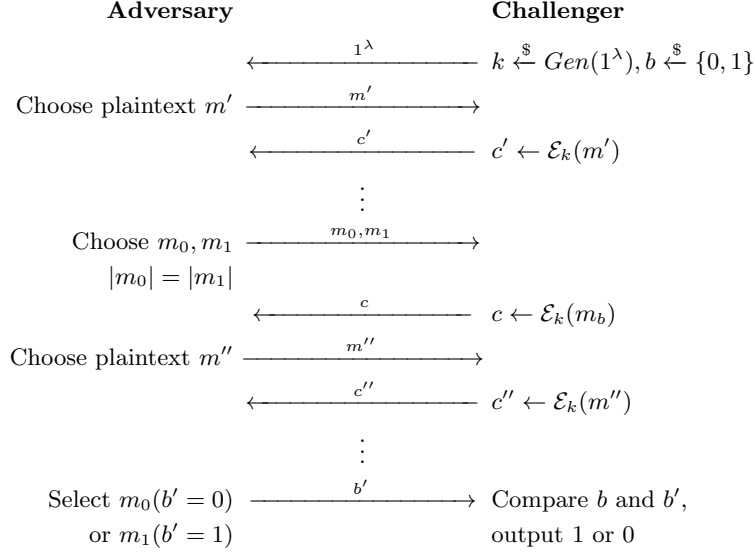 Adversary Challenger
1^λ k ←$ Gen(1^λ), b ←$ {0, 1}
Choose plaintext m′ m′
c′ c′ ← ℰ_k(m′)
⋮
Choose m_0, m_1 m_0,m_1
|m_0| = |m_1|
c c ← ℰ_k(m_b)
Choose plaintext m″ m″
c″ c″ ← ℰ_k(m″)
⋮
Select m_0(b′ = 0) b′ Compare b and b′,
or m_1(b′ = 1) output 1 or 0